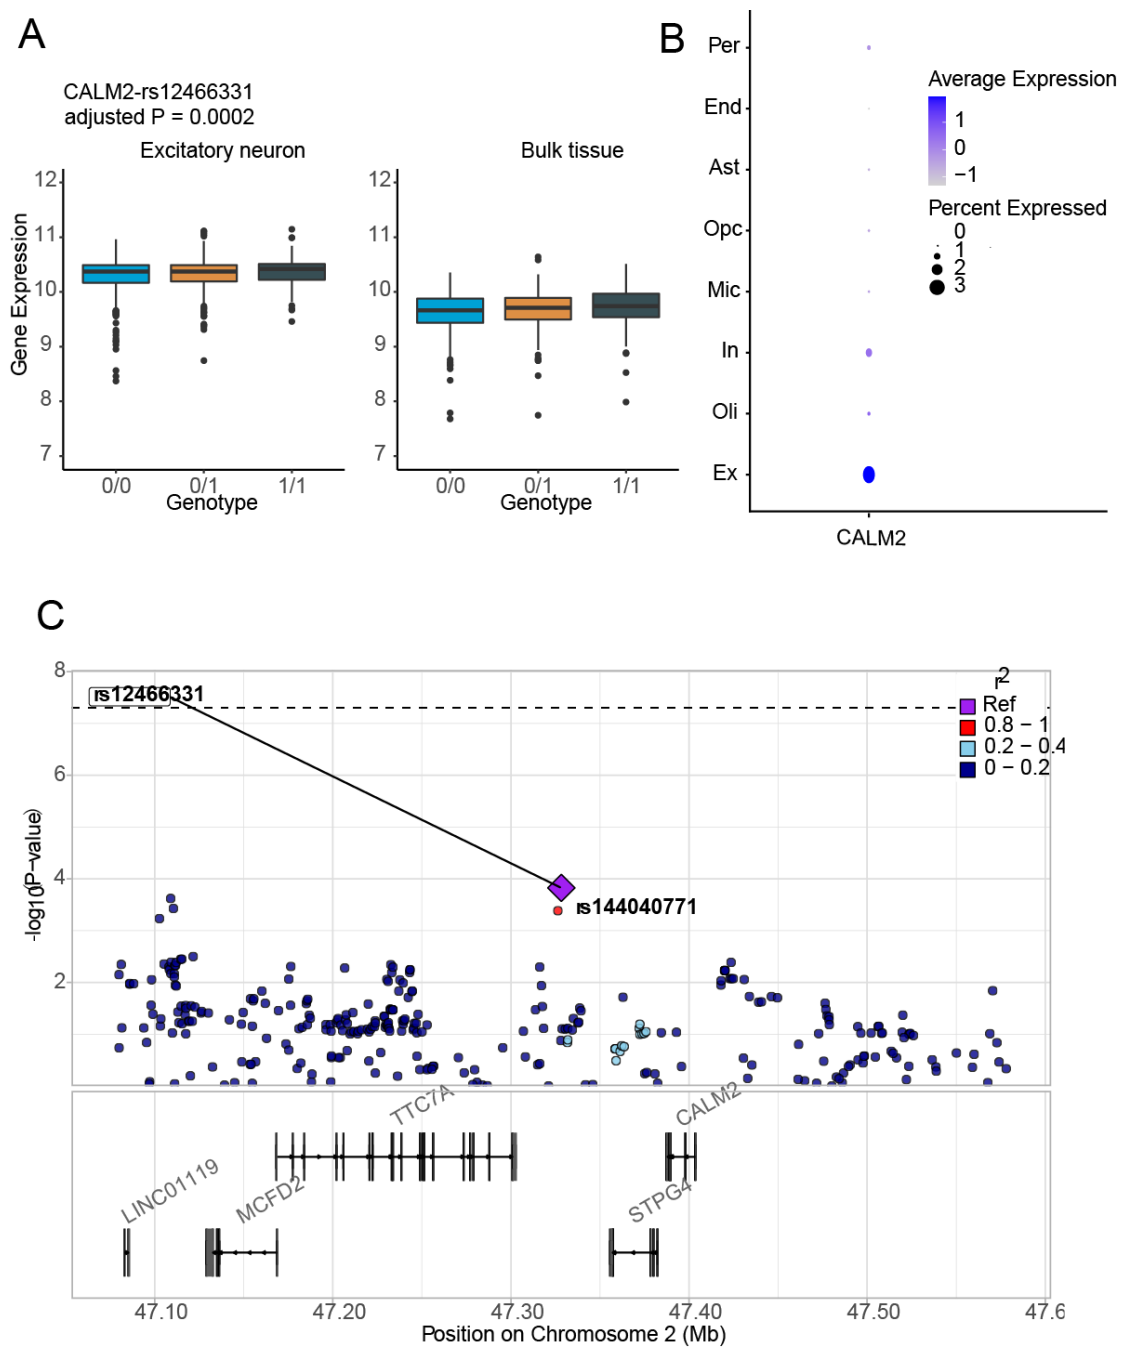 A
CALM2-rs12466331
adjusted P = 0.0002
Excitatory neuron
Bulk tissue
Gene Expression
12
11
10
9
8
7
0/0
0/1
1/1
Genotype
12
11
10
9
8
7
0/0
0/1
1/1
Genotype
B
Per
End
Ast
Opc
Mic
In
Oli
Ex
CALM2
Average Expression
1
0
−1
Percent Expressed
0
1
2
3
C
-log10(P−value)
8
6
4
2
rs12466331
rs144040771
r2
Ref
0.8 − 1
0.2 − 0.4
0 − 0.2
TTC7A
CALM2
LINC01119
MCFD2
STPG4
47.10
47.20
47.30
47.40
47.50
47.6
Position on Chromosome 2 (Mb)